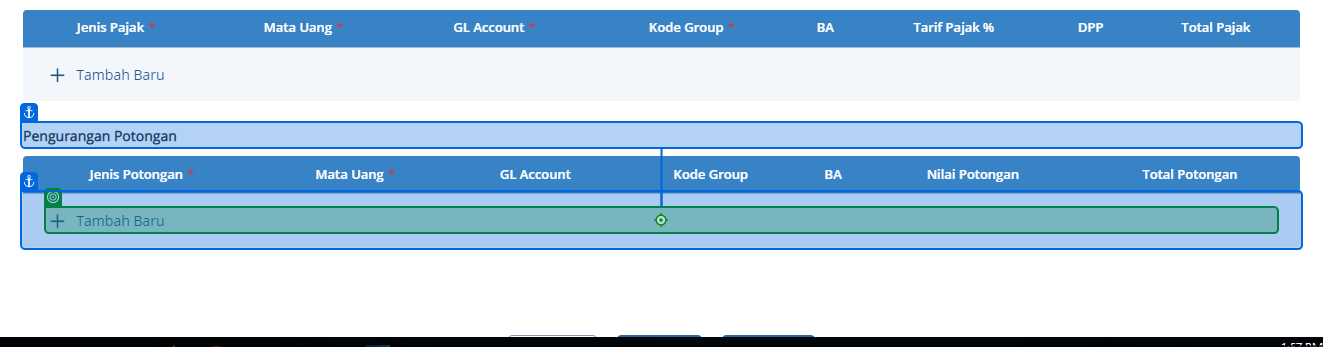 Jenis Pajak * Mata Uang * GL Account * Kode Group * BA Tarif Pajak % DPP Total Pajak
+ Tambah Baru
Pengurangan Potongan
Jenis Potongan * Mata Uang * GL Account Kode Group BA Nilai Potongan Total Potongan
+ Tambah Baru